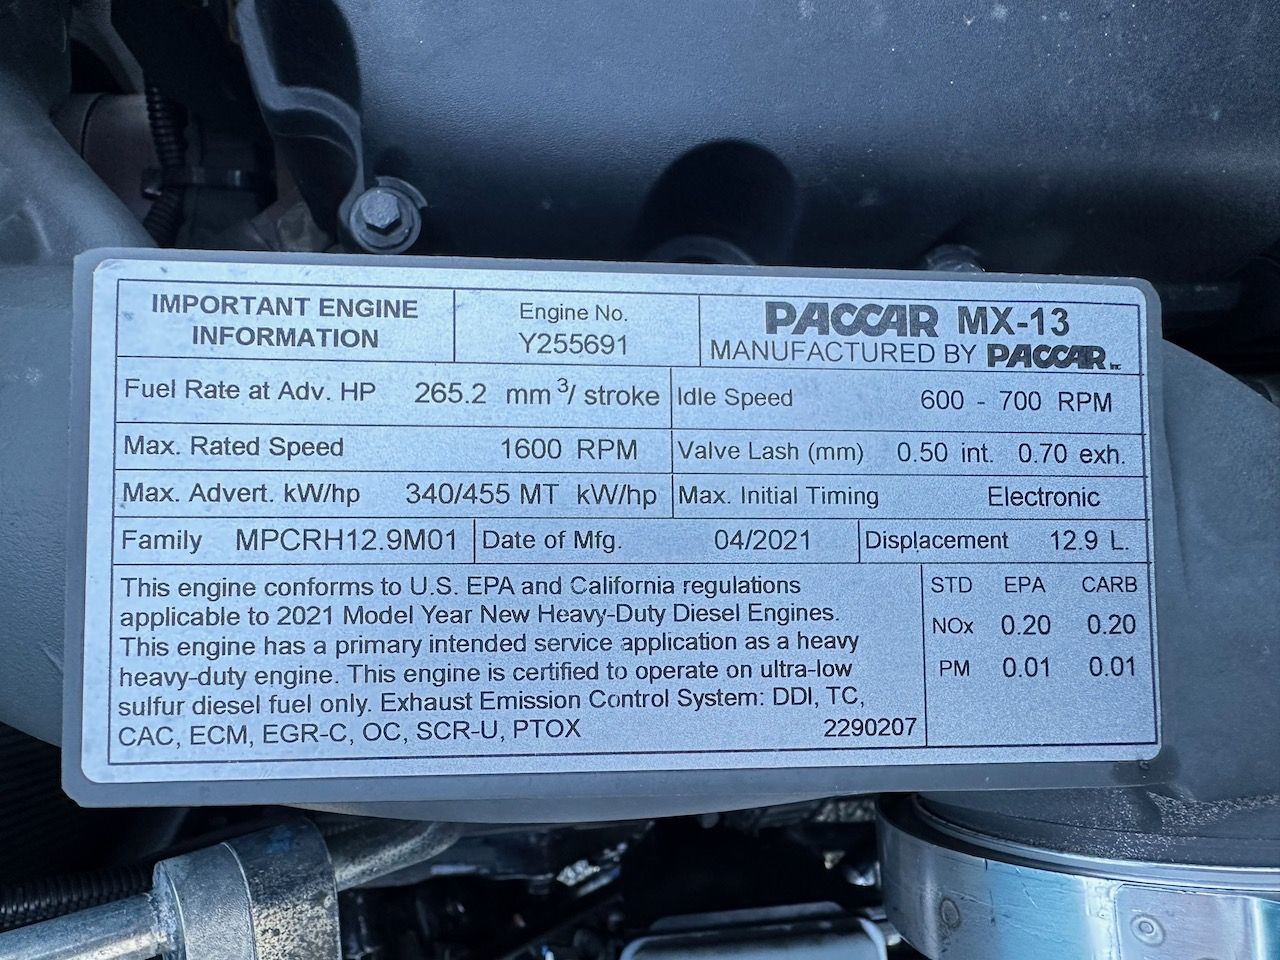 IMPORTANT ENGINE
INFORMATION
Engine No.
Y255691
PACCAR MX-13
MANUFACTURED BY PACCAR Inc
Fuel Rate at Adv. HP 265.2 mm³/ stroke
Idle Speed 600 - 700 RPM
Max. Rated Speed 1600 RPM
Valve Lash (mm) 0.50 int. 0.70 exh.
Max. Advert. kW/hp 340/455 MT kW/hp
Max. Initial Timing Electronic
Family MPCRH12.9M01
Date of Mfg. 04/2021
Displacement 12.9 L.
This engine conforms to U.S. EPA and California regulations
applicable to 2021 Model Year New Heavy-Duty Diesel Engines.
This engine has a primary intended service application as a heavy
heavy-duty engine. This engine is certified to operate on ultra-low
sulfur diesel fuel only. Exhaust Emission Control System: DDI, TC,
CAC, ECM, EGR-C, OC, SCR-U, PTOX 2290207
STD EPA CARB
NOx 0.20 0.20
PM 0.01 0.01